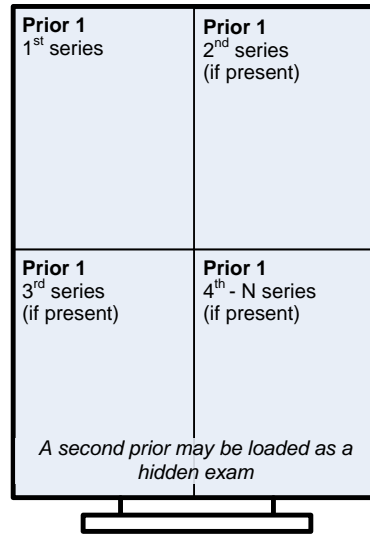 Prior 1
1st series
Prior 1
2nd series
(if present)
Prior 1
3rd series
(if present)
Prior 1
4th - N series
(if present)
A second prior may be loaded as a
hidden exam